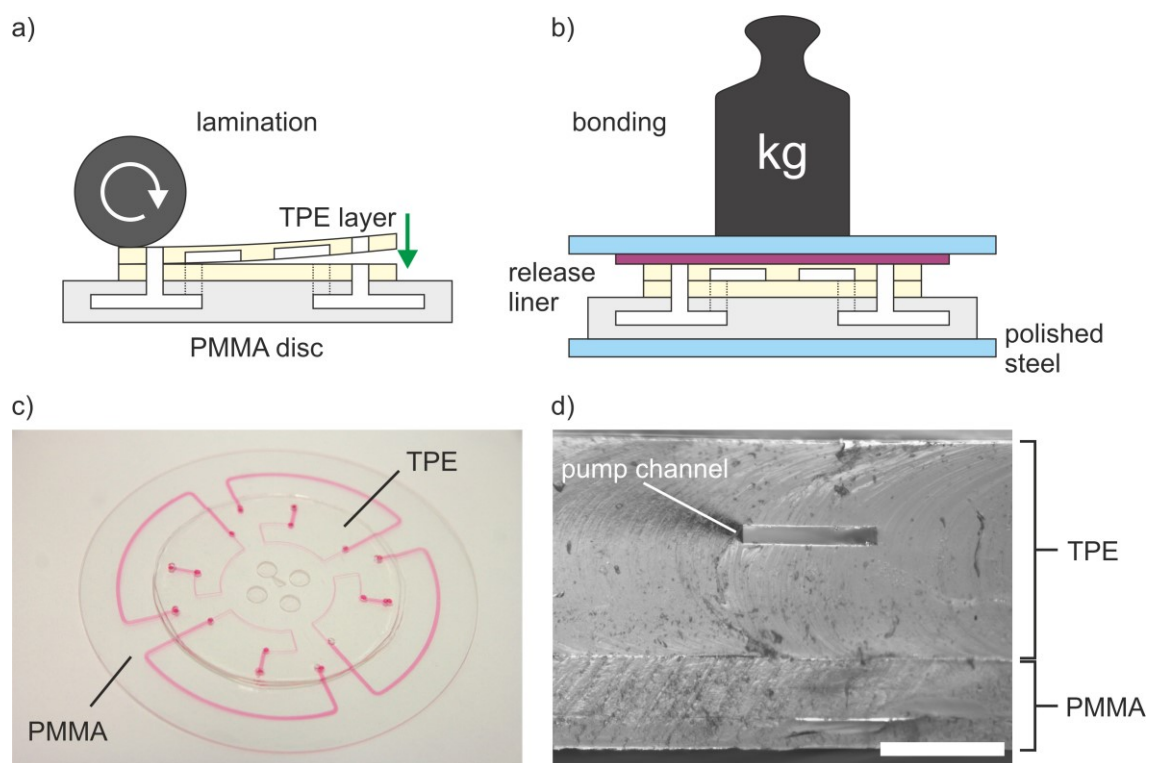 a)
lamination
TPE layer
PMMA disc
b)
bonding
kg
release
liner
polished
steel
c)
TPE
PMMA
d)
pump channel
TPE
PMMA